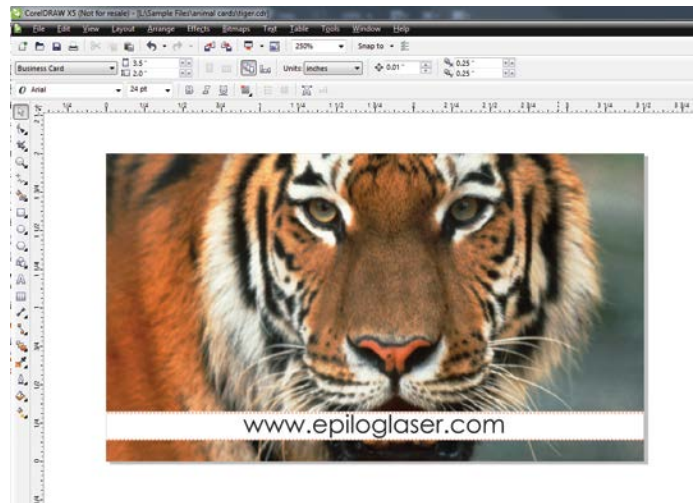 CorelDRAW X5 (Not for resale) - [L:\Sample Files\animal cards\tiger.cdr]
File Edit View Layout Arrange Effects Bitmaps Text Table Tools Window Help
250% Snap to
Business Card 3.5 " 2.0 " Units: inches 0.01 " 0.25 " 0.25 "
Arial 24 pt
www.epiloglaser.com